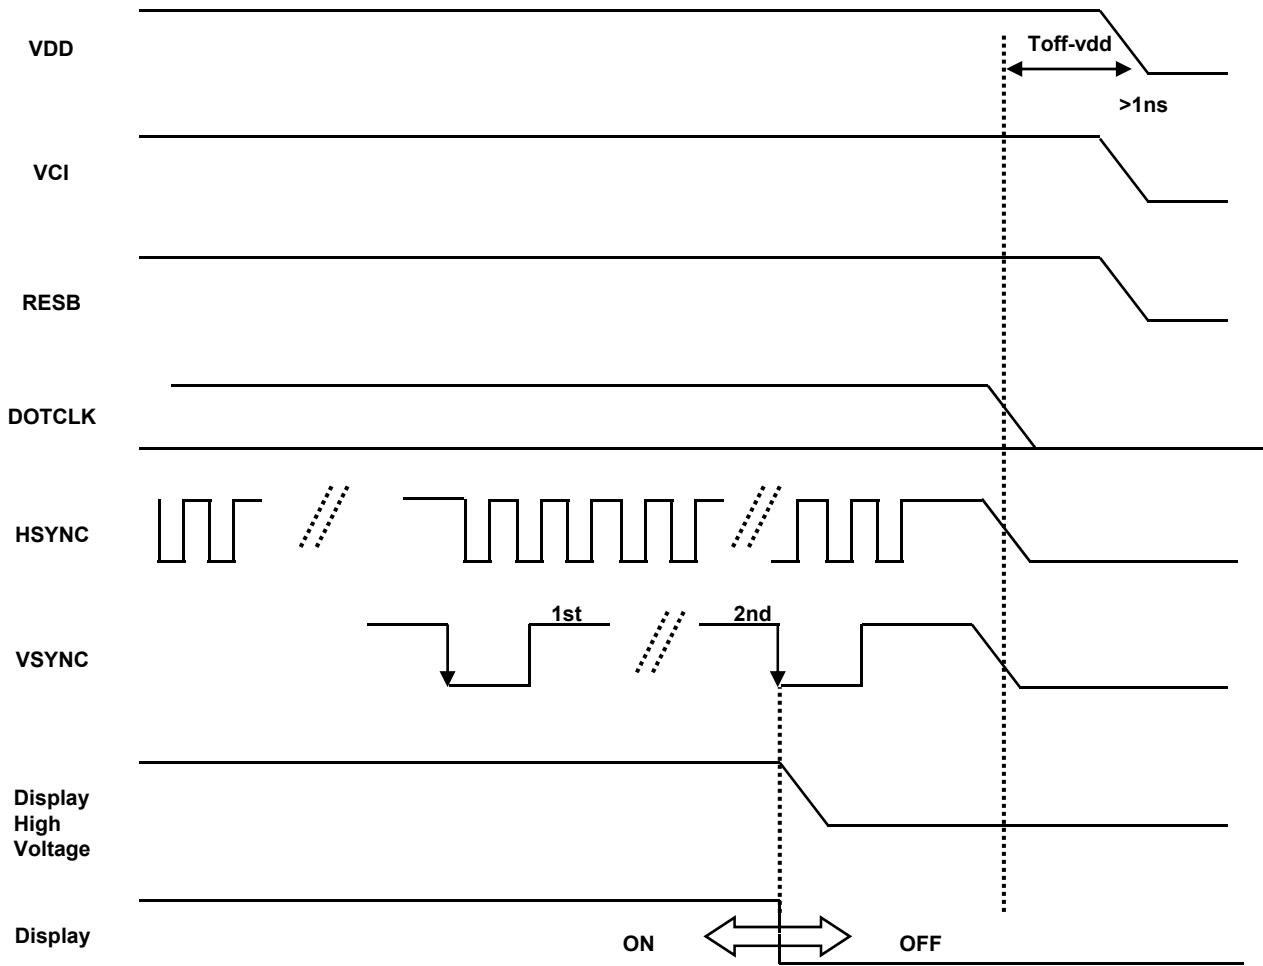 VDD
Toff-vdd
>1ns
VCI
RESB
DOTCLK
HSYNC
1st
2nd
VSYNC
Display
High
Voltage
Display
ON
OFF